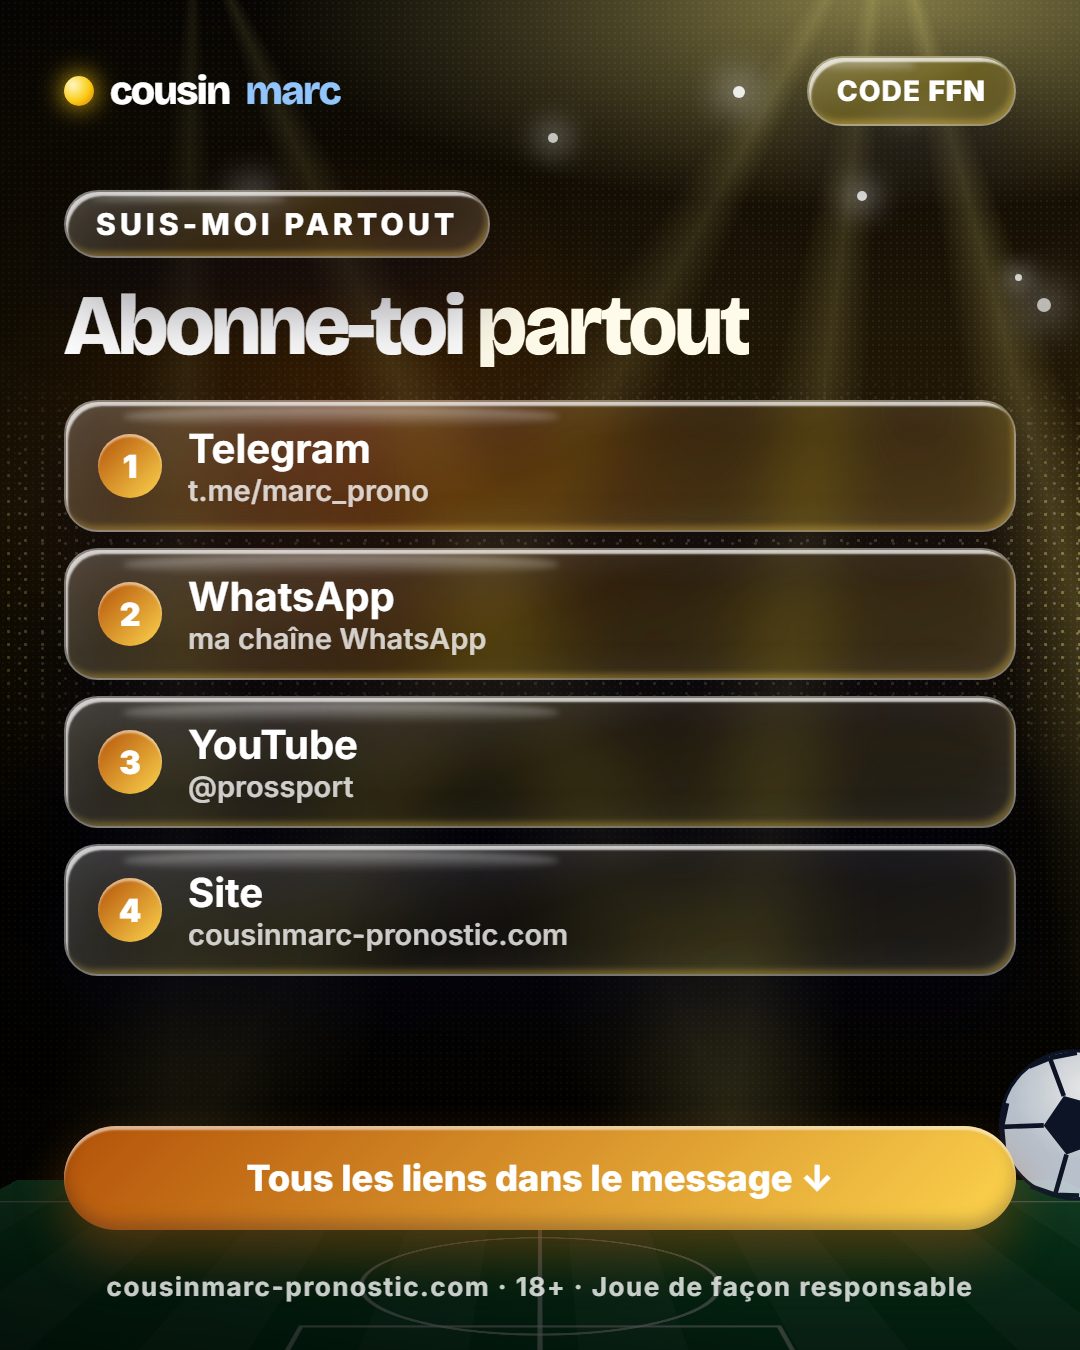 cousin marc
CODE FFN
SUIS-MOI PARTOUT
Abonne-toi partout
1
Telegram
t.me/marc_prono
2
WhatsApp
ma chaîne WhatsApp
3
YouTube
@prossport
4
Site
cousinmarc-pronostic.com
Tous les liens dans le message ↓
cousinmarc-pronostic.com · 18+ · Joue de façon responsable